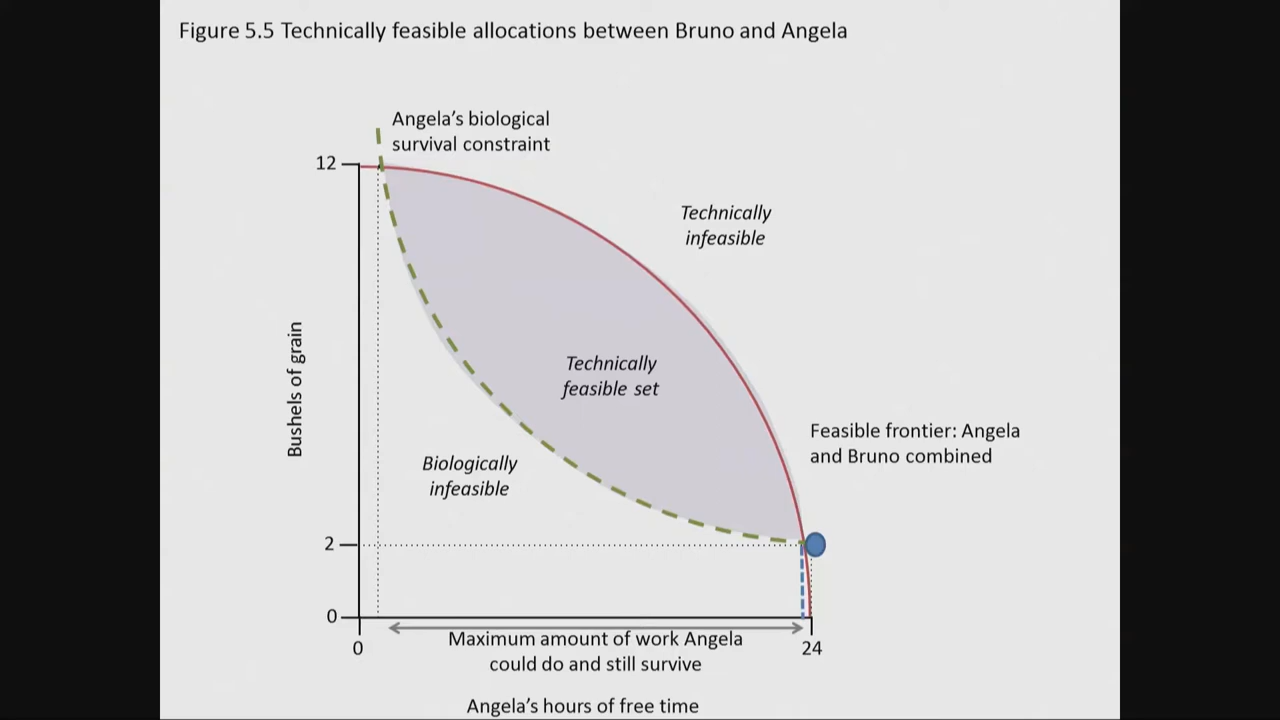 Figure 5.5 Technically feasible allocations between Bruno and Angela
Angela's biological
survival constraint
12
Technically
infeasible
Bushels of grain
Technically
feasible set
Feasible frontier: Angela
and Bruno combined
Biologically
infeasible
2
0
Maximum amount of work Angela
could do and still survive
0
24
Angela's hours of free time